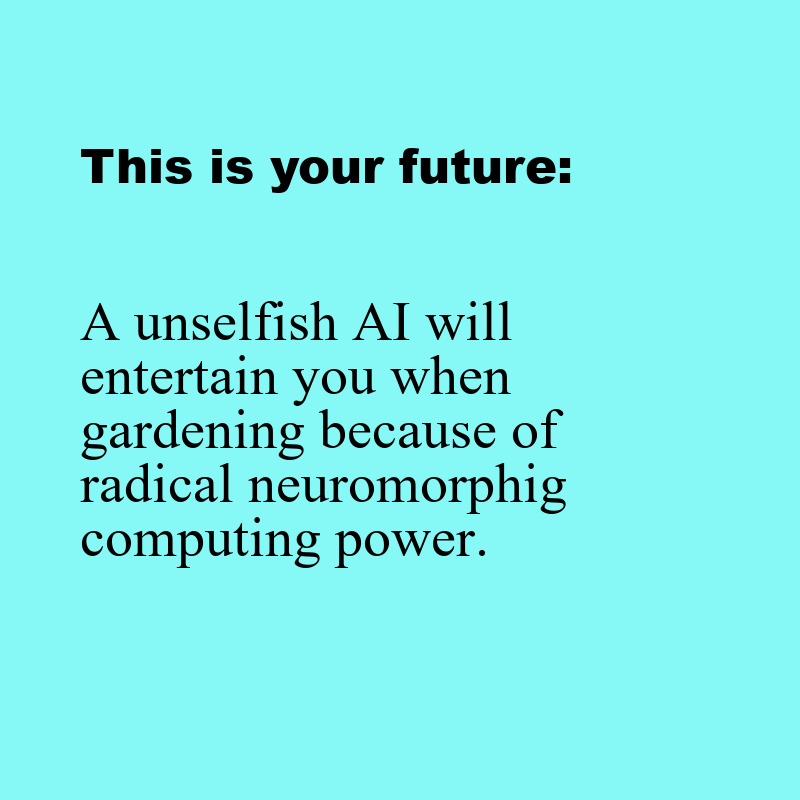 This is your future:
A unselfish AI will
entertain you when
gardening because of
radical neuromorphig
computing power.